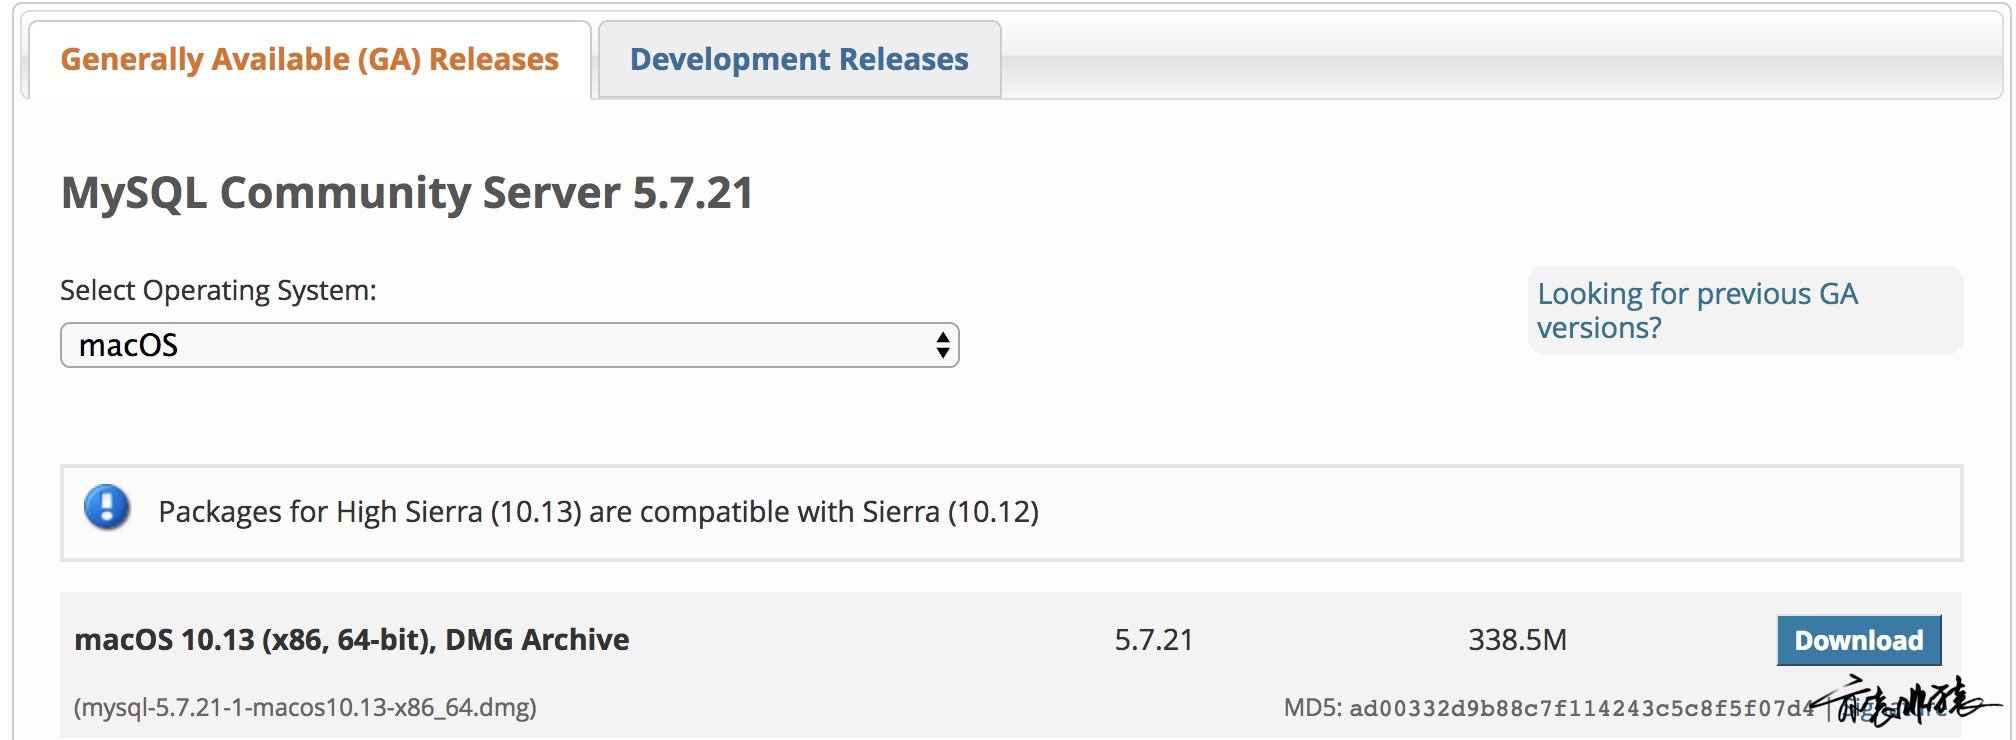 Generally Available (GA) Releases
Development Releases
MySQL Community Server 5.7.21
Select Operating System:
macOS
Looking for previous GA
versions?
Packages for High Sierra (10.13) are compatible with Sierra (10.12)
macOS 10.13 (x86, 64-bit), DMG Archive
5.7.21
338.5M
Download
(mysql-5.7.21-1-macos10.13-x86_64.dmg)
MD5: ad00332d9b88c7f114243c5c8f5f07d4 | Signature